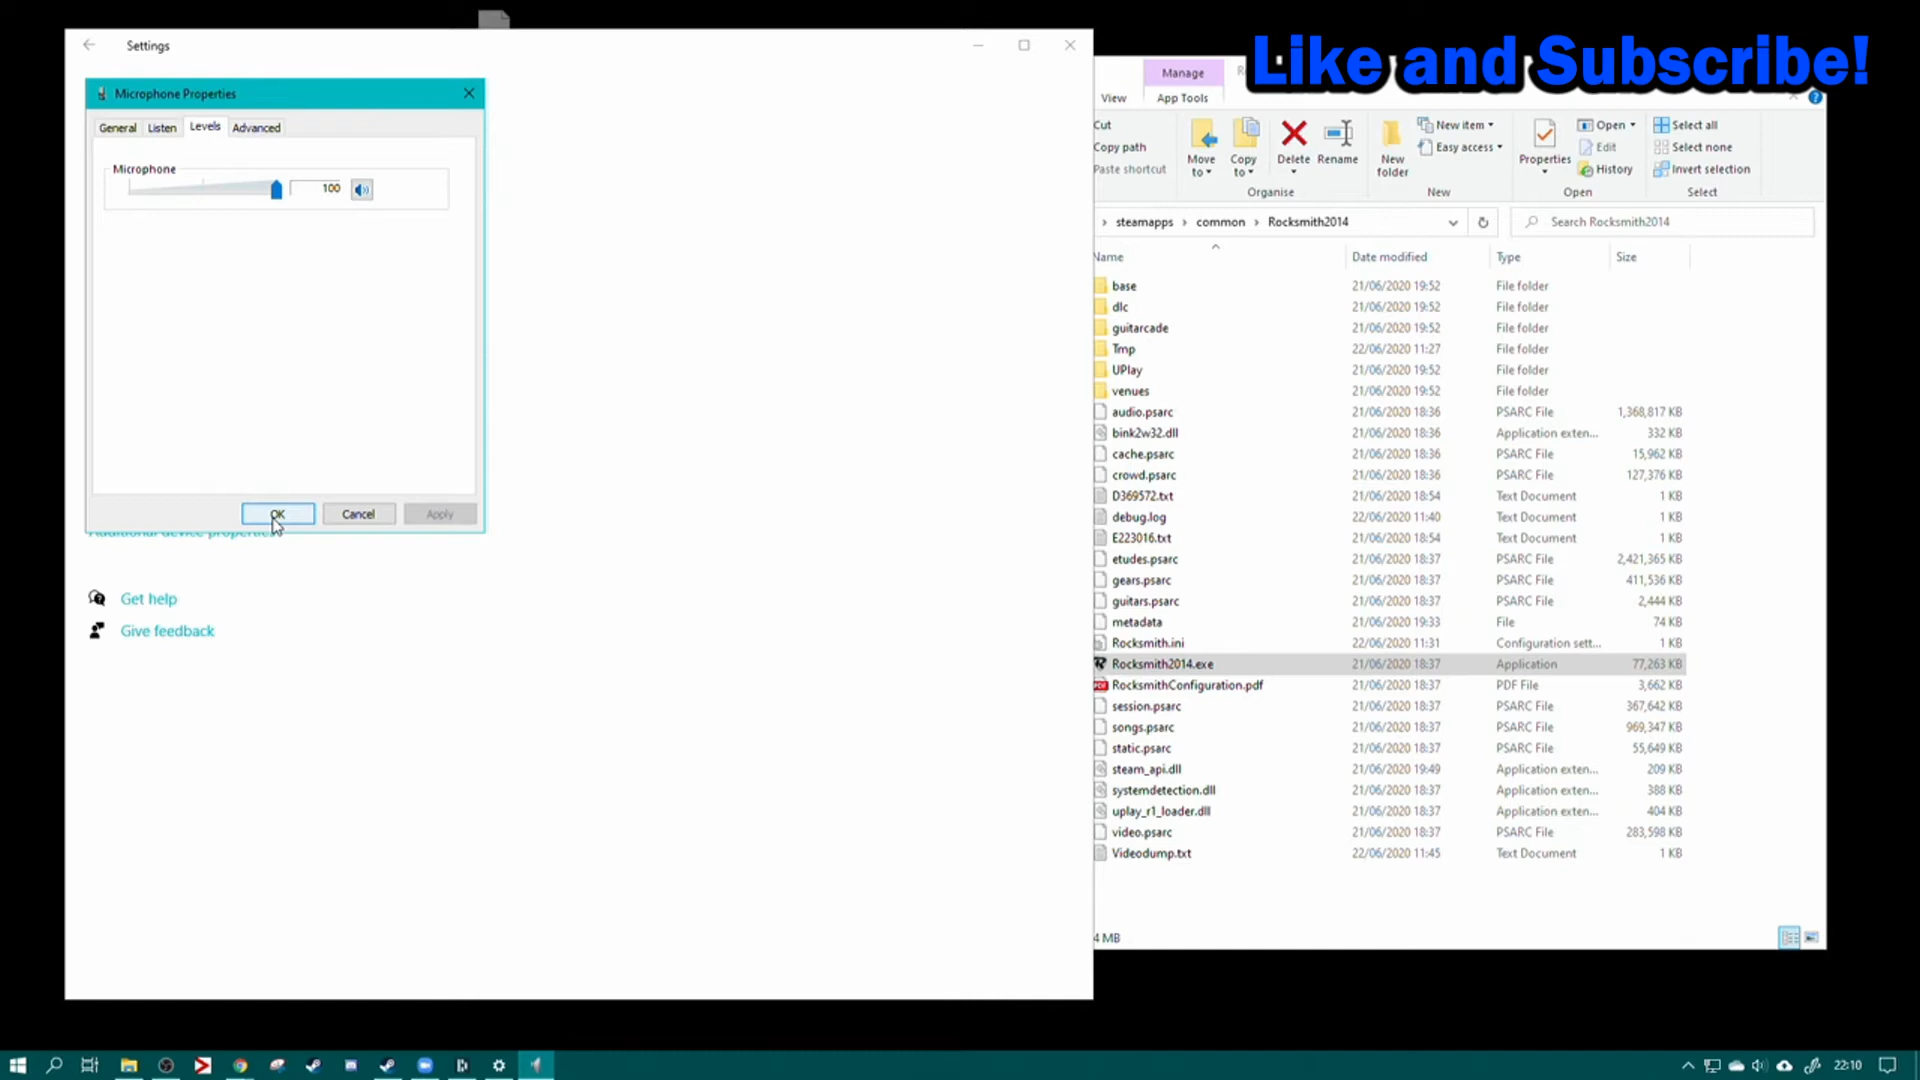 Settings
Microphone Properties
General
Listen
Levels
Advanced
Microphone
100
OK
Cancel
Apply
Additional device properties
Get help
Give feedback
Like and Subscribe!
Manage
View
App Tools
Cut
Copy path
Paste shortcut
Move to
Copy to
Delete
Rename
New folder
New item
Easy access
Properties
Open
Edit
History
Select all
Select none
Invert selection
Organise
New
Open
Select
steamapps > common > Rocksmith2014
Search Rocksmith2014
Name Date modified Type Size
base 21/06/2020 19:52 File folder
dlc 21/06/2020 19:52 File folder
guitarcade 21/06/2020 19:52 File folder
Tmp 22/06/2020 11:27 File folder
UPlay 21/06/2020 19:52 File folder
venues 21/06/2020 19:52 File folder
audio.psarc 21/06/2020 18:36 PSARC File 1,368,817 KB
bink2w32.dll 21/06/2020 18:36 Application exten... 332 KB
cache.psarc 21/06/2020 18:36 PSARC File 15,962 KB
crowd.psarc 21/06/2020 18:36 PSARC File 127,376 KB
D369572.txt 21/06/2020 18:54 Text Document 1 KB
debug.log 22/06/2020 11:40 Text Document 1 KB
E223016.txt 21/06/2020 18:54 Text Document 1 KB
etudes.psarc 21/06/2020 18:37 PSARC File 2,421,365 KB
gears.psarc 21/06/2020 18:37 PSARC File 411,536 KB
guitars.psarc 21/06/2020 18:37 PSARC File 2,444 KB
metadata 21/06/2020 19:33 File 74 KB
Rocksmith.ini 22/06/2020 11:31 Configuration sett... 1 KB
Rocksmith2014.exe 21/06/2020 18:37 Application 77,263 KB
RocksmithConfiguration.pdf 21/06/2020 18:37 PDF File 3,662 KB
session.psarc 21/06/2020 18:37 PSARC File 367,642 KB
songs.psarc 21/06/2020 18:37 PSARC File 969,347 KB
static.psarc 21/06/2020 18:37 PSARC File 55,649 KB
steam_api.dll 21/06/2020 19:49 Application exten... 209 KB
systemdetection.dll 21/06/2020 18:37 Application exten... 388 KB
uplay_r1_loader.dll 21/06/2020 18:37 Application exten... 404 KB
video.psarc 21/06/2020 18:37 PSARC File 283,598 KB
Videodump.txt 22/06/2020 11:45 Text Document 1 KB
4 MB
22:10